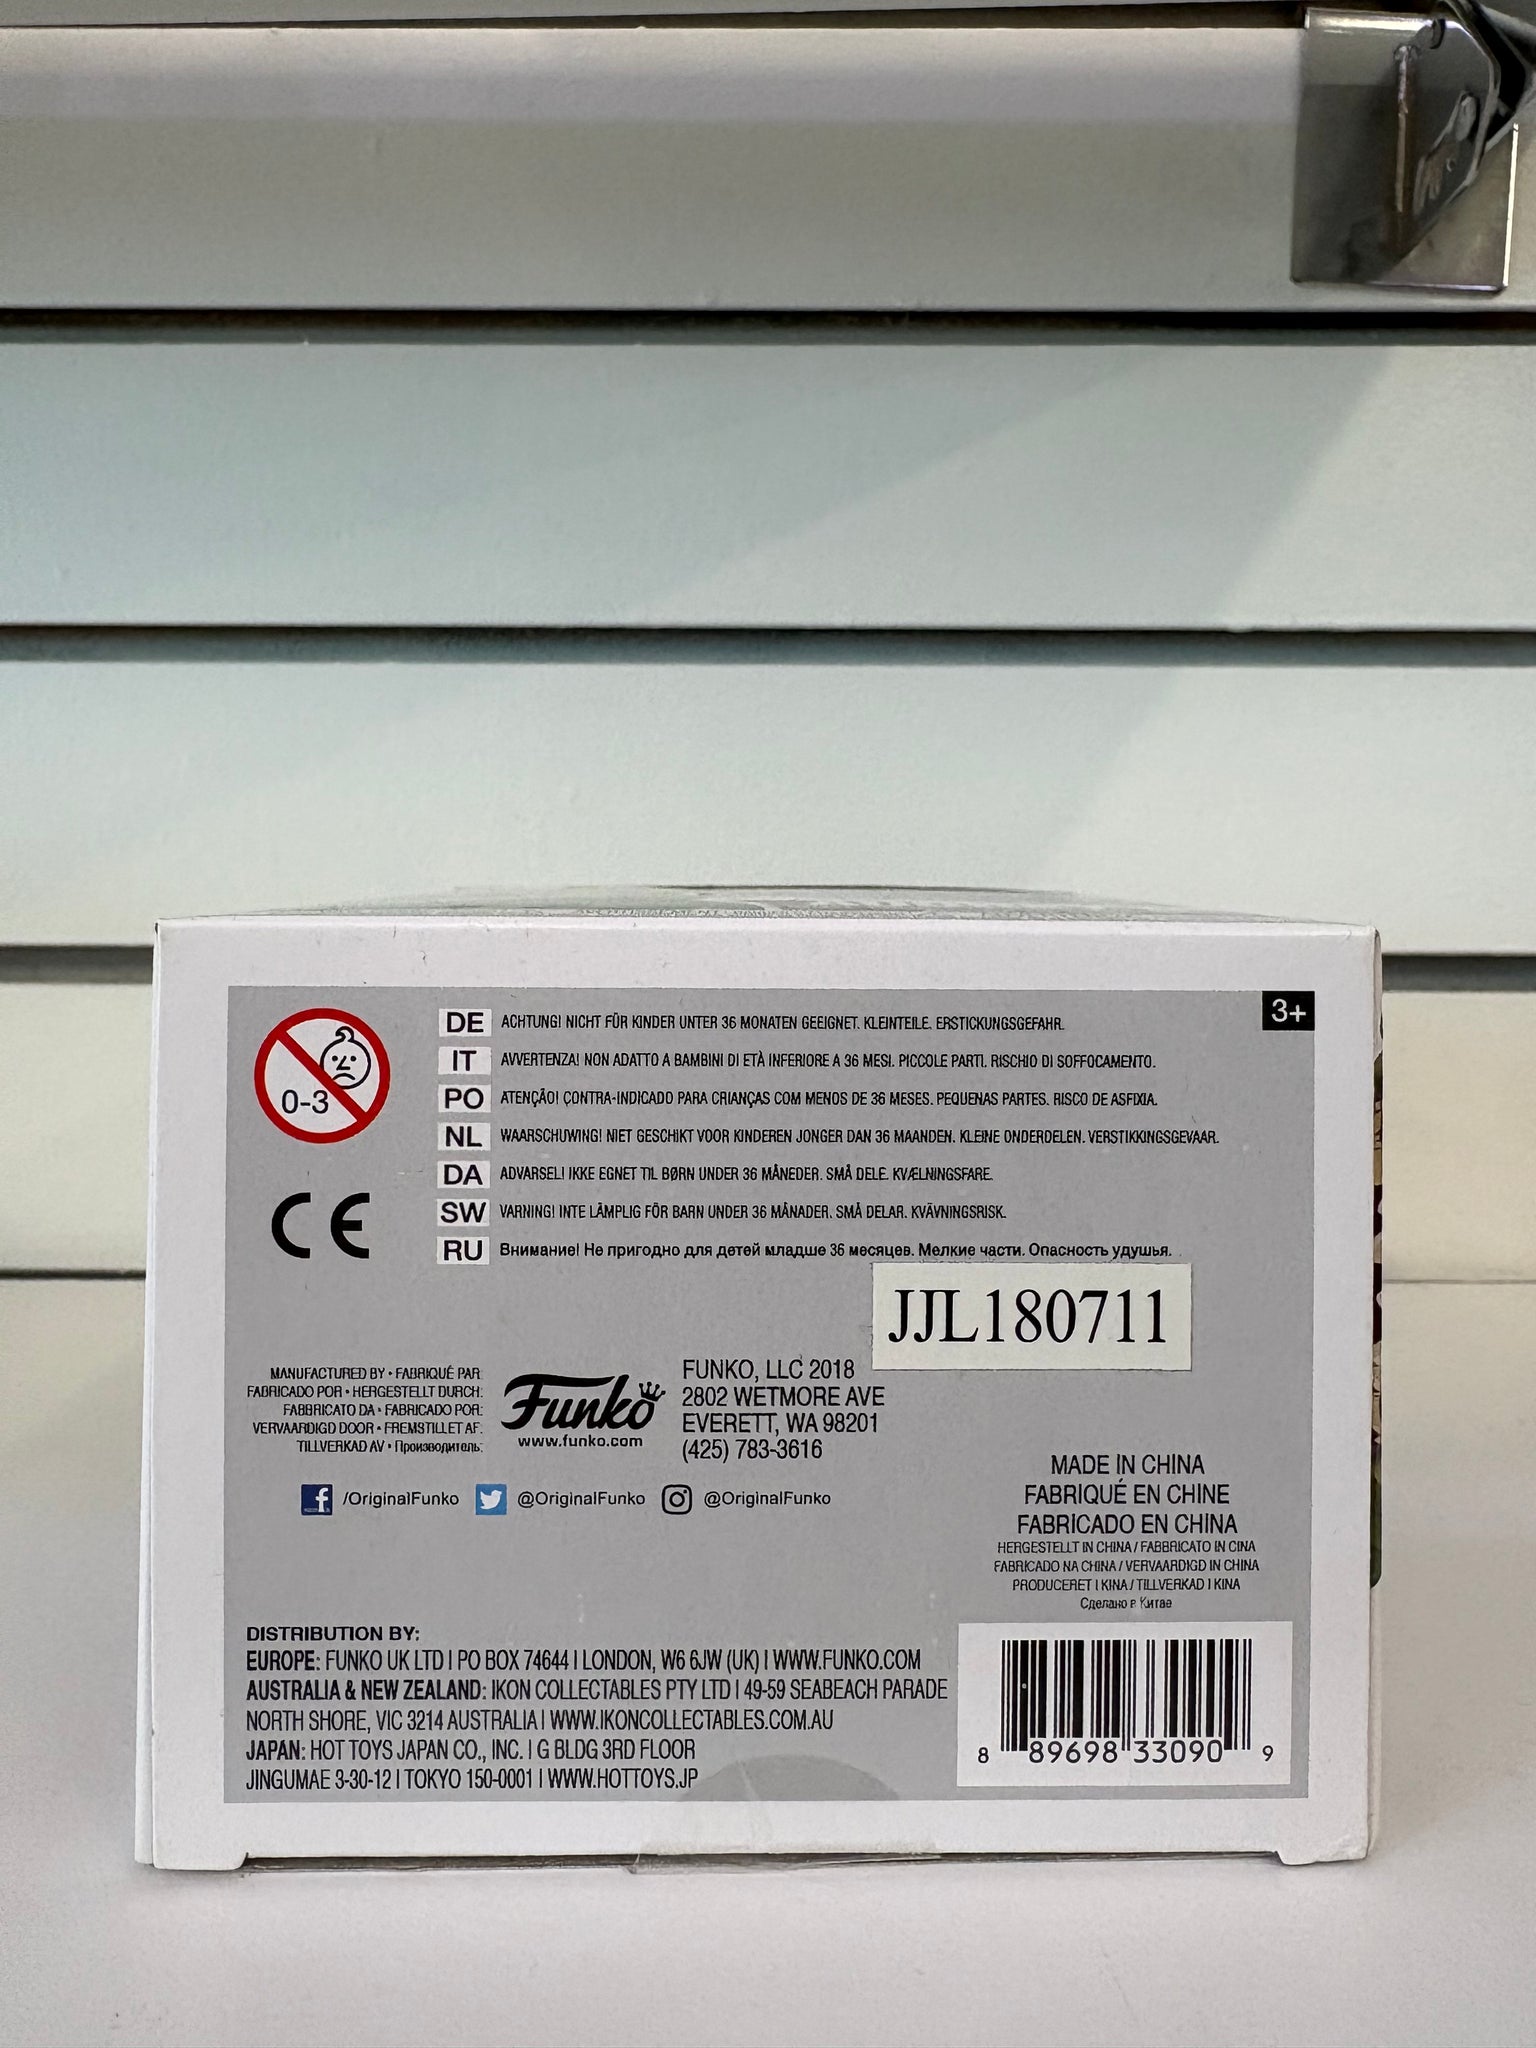 3+
0-3
DE ACHTUNG! NICHT FÜR KINDER UNTER 36 MONATEN GEEIGNET. KLEINTEILE. ERSTICKUNGSGEFAHR.
IT AVVERTENZA! NON ADATTO A BAMBINI DI ETÀ INFERIORE A 36 MESI. PICCOLE PARTI. RISCHIO DI SOFFOCAMENTO.
PO ATENÇÃO! CONTRA-INDICADO PARA CRIANÇAS COM MENOS DE 36 MESES. PEQUENAS PARTES. RISCO DE ASFIXIA.
NL WAARSCHUWING! NIET GESCHIKT VOOR KINDEREN JONGER DAN 36 MAANDEN. KLEINE ONDERDELEN. VERSTIKKINGSGEVAAR.
DA ADVARSEL! IKKE EGNET TIL BØRN UNDER 36 MÅNEDER. SMÅ DELE. KVÆLNINGSFARE.
SW VARNING! INTE LÄMPLIG FÖR BARN UNDER 36 MÅNADER. SMÅ DELAR. KVÄVNINGSRISK.
RU Внимание! Не пригодно для детей младше 36 месяцев. Мелкие части. Опасность удушья.
CE
JJL180711
MANUFACTURED BY • FABRIQUÉ PAR
FABRICADO POR • HERGESTELLT DURCH:
FABBRICATO DA • FABRICADO POR:
VERVAARDIGD DOOR • FREMSTILLET AF:
TILLVERKAD AV • Производитель:
Funko
www.funko.com
FUNKO, LLC 2018
2802 WETMORE AVE
EVERETT, WA 98201
(425) 783-3616
/OriginalFunko @OriginalFunko @OriginalFunko
MADE IN CHINA
FABRIQUÉ EN CHINE
FABRICADO EN CHINA
HERGESTELLT IN CHINA / FABBRICATO IN CINA
FABRICADO NA CHINA / VERVAARDIGD IN CHINA
PRODUCERET I KINA / TILLVERKAD I KINA
Сделано в Китае
DISTRIBUTION BY:
EUROPE: FUNKO UK LTD | PO BOX 74644 | LONDON, W6 6JW (UK) | WWW.FUNKO.COM
AUSTRALIA & NEW ZEALAND: IKON COLLECTABLES PTY LTD | 49-59 SEABEACH PARADE
NORTH SHORE, VIC 3214 AUSTRALIA | WWW.IKONCOLLECTABLES.COM.AU
JAPAN: HOT TOYS JAPAN CO., INC. | G BLDG 3RD FLOOR
JINGUMAE 3-30-12 | TOKYO 150-0001 | WWW.HOTTOYS.JP
8 89698 33090 9